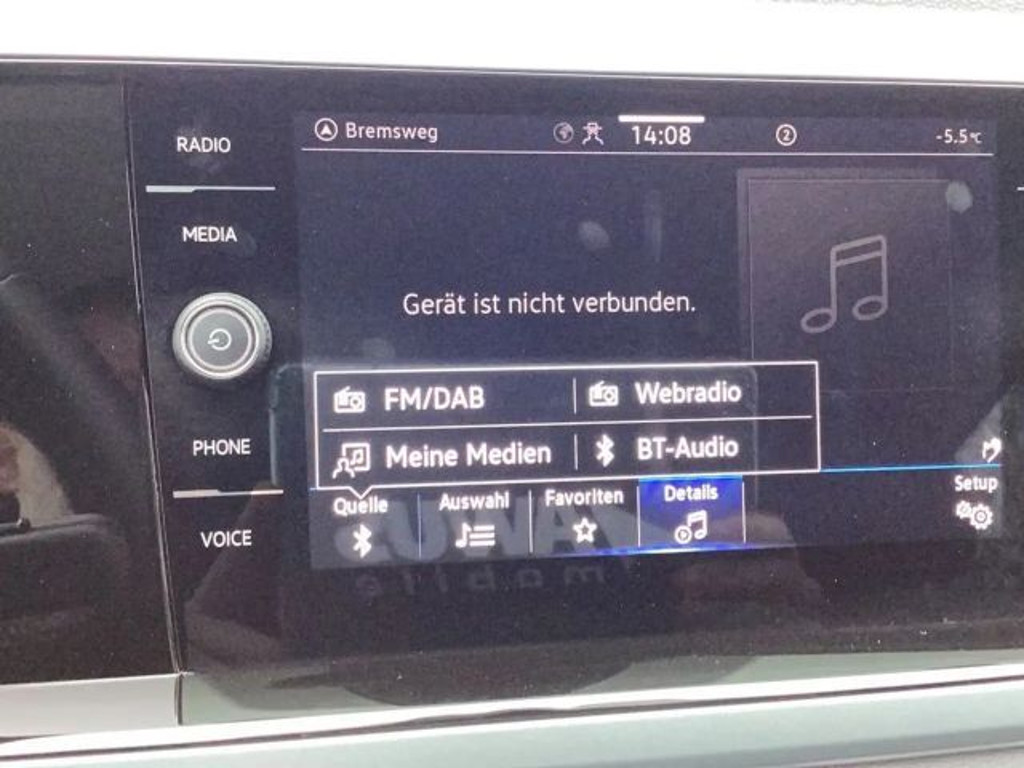 RADIO
MEDIA
PHONE
VOICE
Bremsweg 14:08 2 -5.5°C
Gerät ist nicht verbunden.
FM/DAB Webradio
Meine Medien BT-Audio
Quelle Auswahl Favoriten Details Setup
mobile